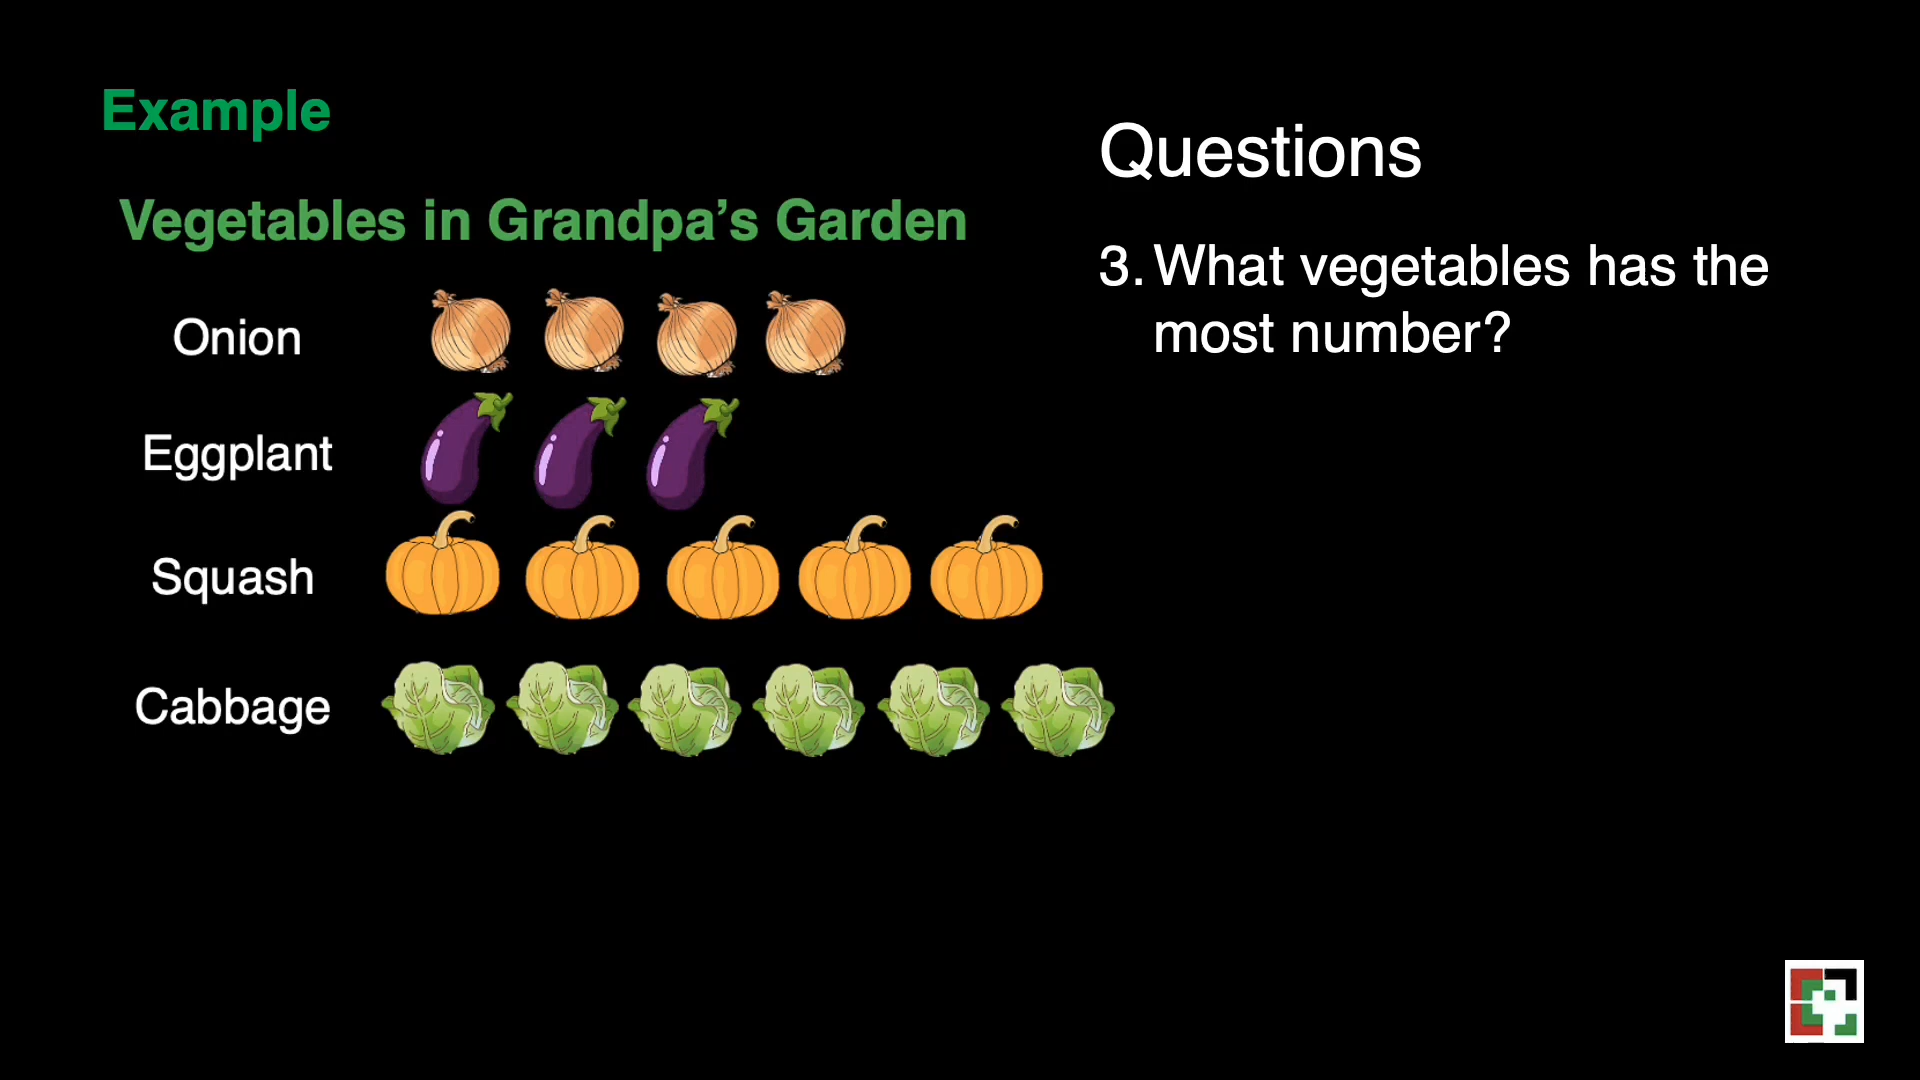 Example
Vegetables in Grandpa’s Garden
Onion
Eggplant
Squash
Cabbage
Questions
3. What vegetables has the
most number?